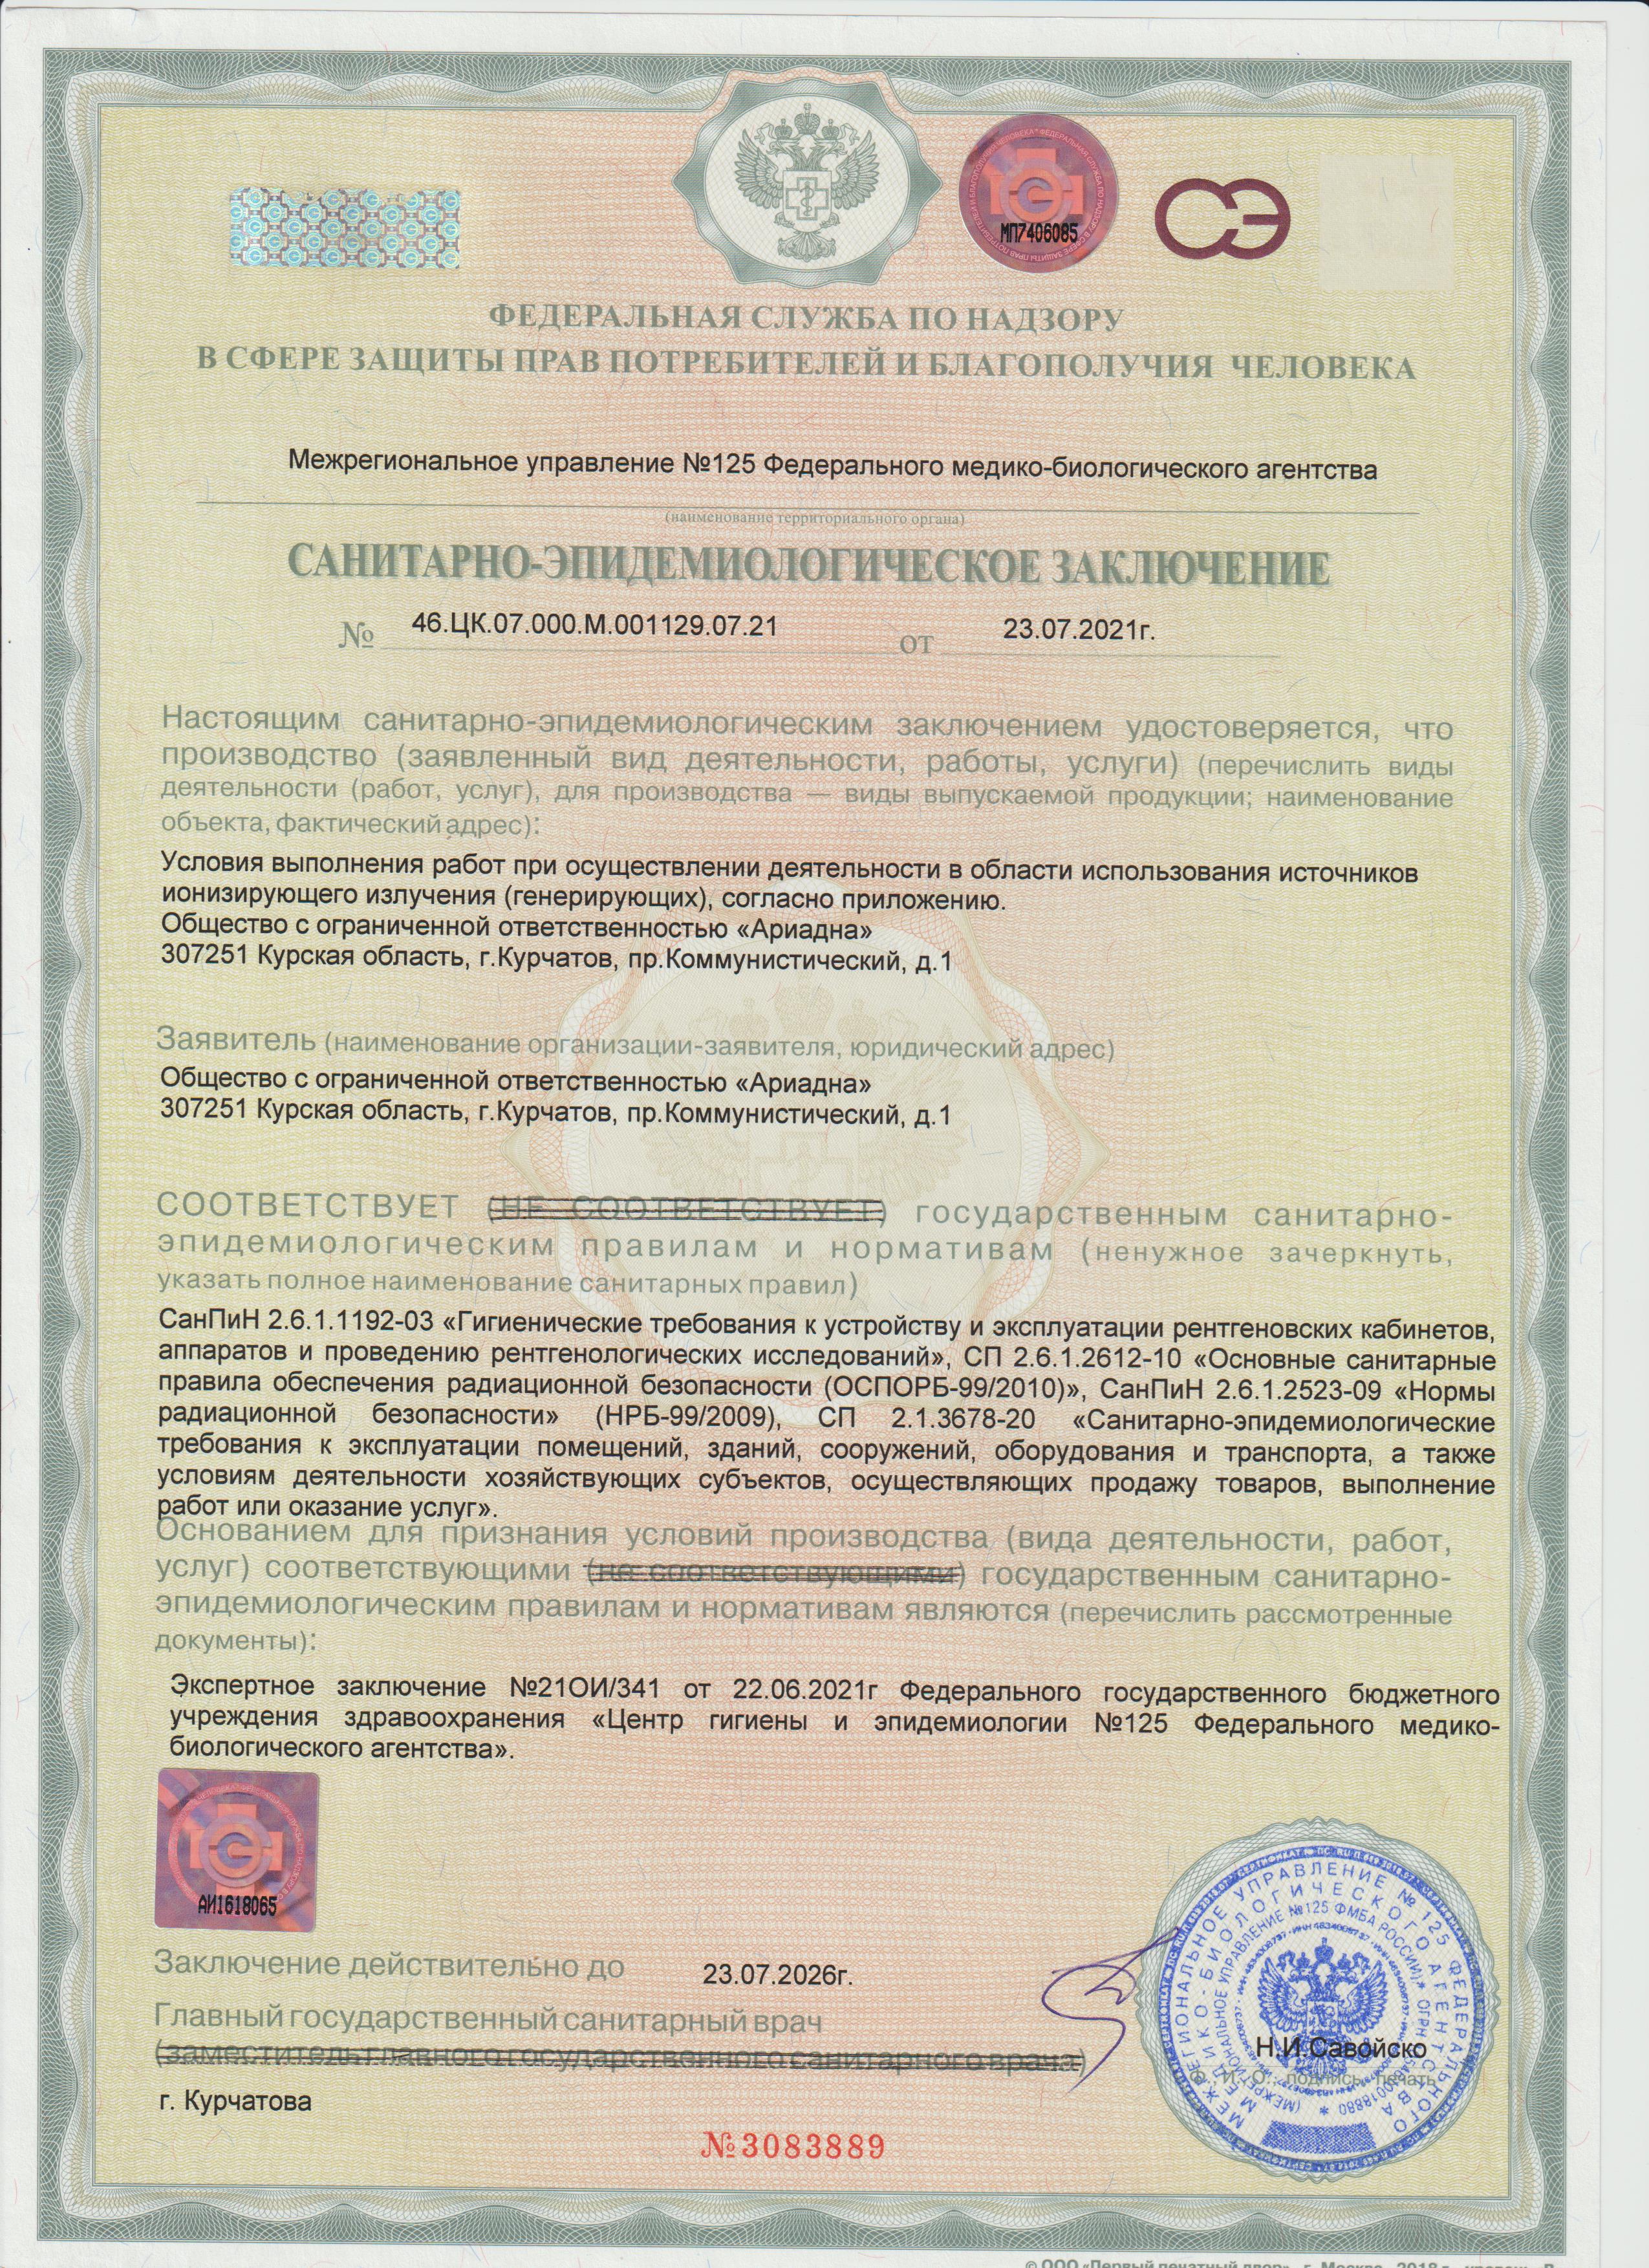 МП7406085
СЭ
ФЕДЕРАЛЬНАЯ СЛУЖБА ПО НАДЗОРУ
В СФЕРЕ ЗАЩИТЫ ПРАВ ПОТРЕБИТЕЛЕЙ И БЛАГОПОЛУЧИЯ ЧЕЛОВЕКА
Межрегиональное управление №125 Федерального медико-биологического агентства
(наименование территориального органа)
САНИТАРНО-ЭПИДЕМИОЛОГИЧЕСКОЕ ЗАКЛЮЧЕНИЕ
№ 46.ЦК.07.000.М.001129.07.21 от 23.07.2021г.
Настоящим санитарно-эпидемиологическим заключением удостоверяется, что
производство (заявленный вид деятельности, работы, услуги) (перечислить виды
деятельности (работ, услуг), для производства — виды выпускаемой продукции; наименование
объекта, фактический адрес):
Условия выполнения работ при осуществлении деятельности в области использования источников
ионизирующего излучения (генерирующих), согласно приложению.
Общество с ограниченной ответственностью «Ариадна»
307251 Курская область, г.Курчатов, пр.Коммунистический, д.1
Заявитель (наименование организации-заявителя, юридический адрес)
Общество с ограниченной ответственностью «Ариадна»
307251 Курская область, г.Курчатов, пр.Коммунистический, д.1
СООТВЕТСТВУЕТ (НЕ СООТВЕТСТВУЕТ) государственным санитарно-
эпидемиологическим правилам и нормативам (ненужное зачеркнуть,
указать полное наименование санитарных правил)
СанПиН 2.6.1.1192-03 «Гигиенические требования к устройству и эксплуатации рентгеновских кабинетов,
аппаратов и проведению рентгенологических исследований», СП 2.6.1.2612-10 «Основные санитарные
правила обеспечения радиационной безопасности (ОСПОРБ-99/2010)», СанПиН 2.6.1.2523-09 «Нормы
радиационной безопасности» (НРБ-99/2009), СП 2.1.3678-20 «Санитарно-эпидемиологические
требования к эксплуатации помещений, зданий, сооружений, оборудования и транспорта, а также
условиям деятельности хозяйствующих субъектов, осуществляющих продажу товаров, выполнение
работ или оказание услуг».
Основанием для признания условий производства (вида деятельности, работ,
услуг) соответствующими (не соответствующими) государственным санитарно-
эпидемиологическим правилам и нормативам являются (перечислить рассмотренные
документы):
Экспертное заключение №21ОИ/341 от 22.06.2021г Федерального государственного бюджетного
учреждения здравоохранения «Центр гигиены и эпидемиологии №125 Федерального медико-
биологического агентства».
АИ1618065
Заключение действительно до 23.07.2026г.
Главный государственный санитарный врач
(заместитель главного государственного санитарного врача)
г. Курчатова
Н.И.Савойско
Ф., И., О., подпись, печать
МЕЖРЕГИОНАЛЬНОЕ УПРАВЛЕНИЕ № 125 ФЕДЕРАЛЬНОГО
МЕДИКО-БИОЛОГИЧЕСКОГО АГЕНТСТВА
(МЕЖРЕГИОНАЛЬНОЕ УПРАВЛЕНИЕ №125 ФМБА РОССИИ)
№3083889